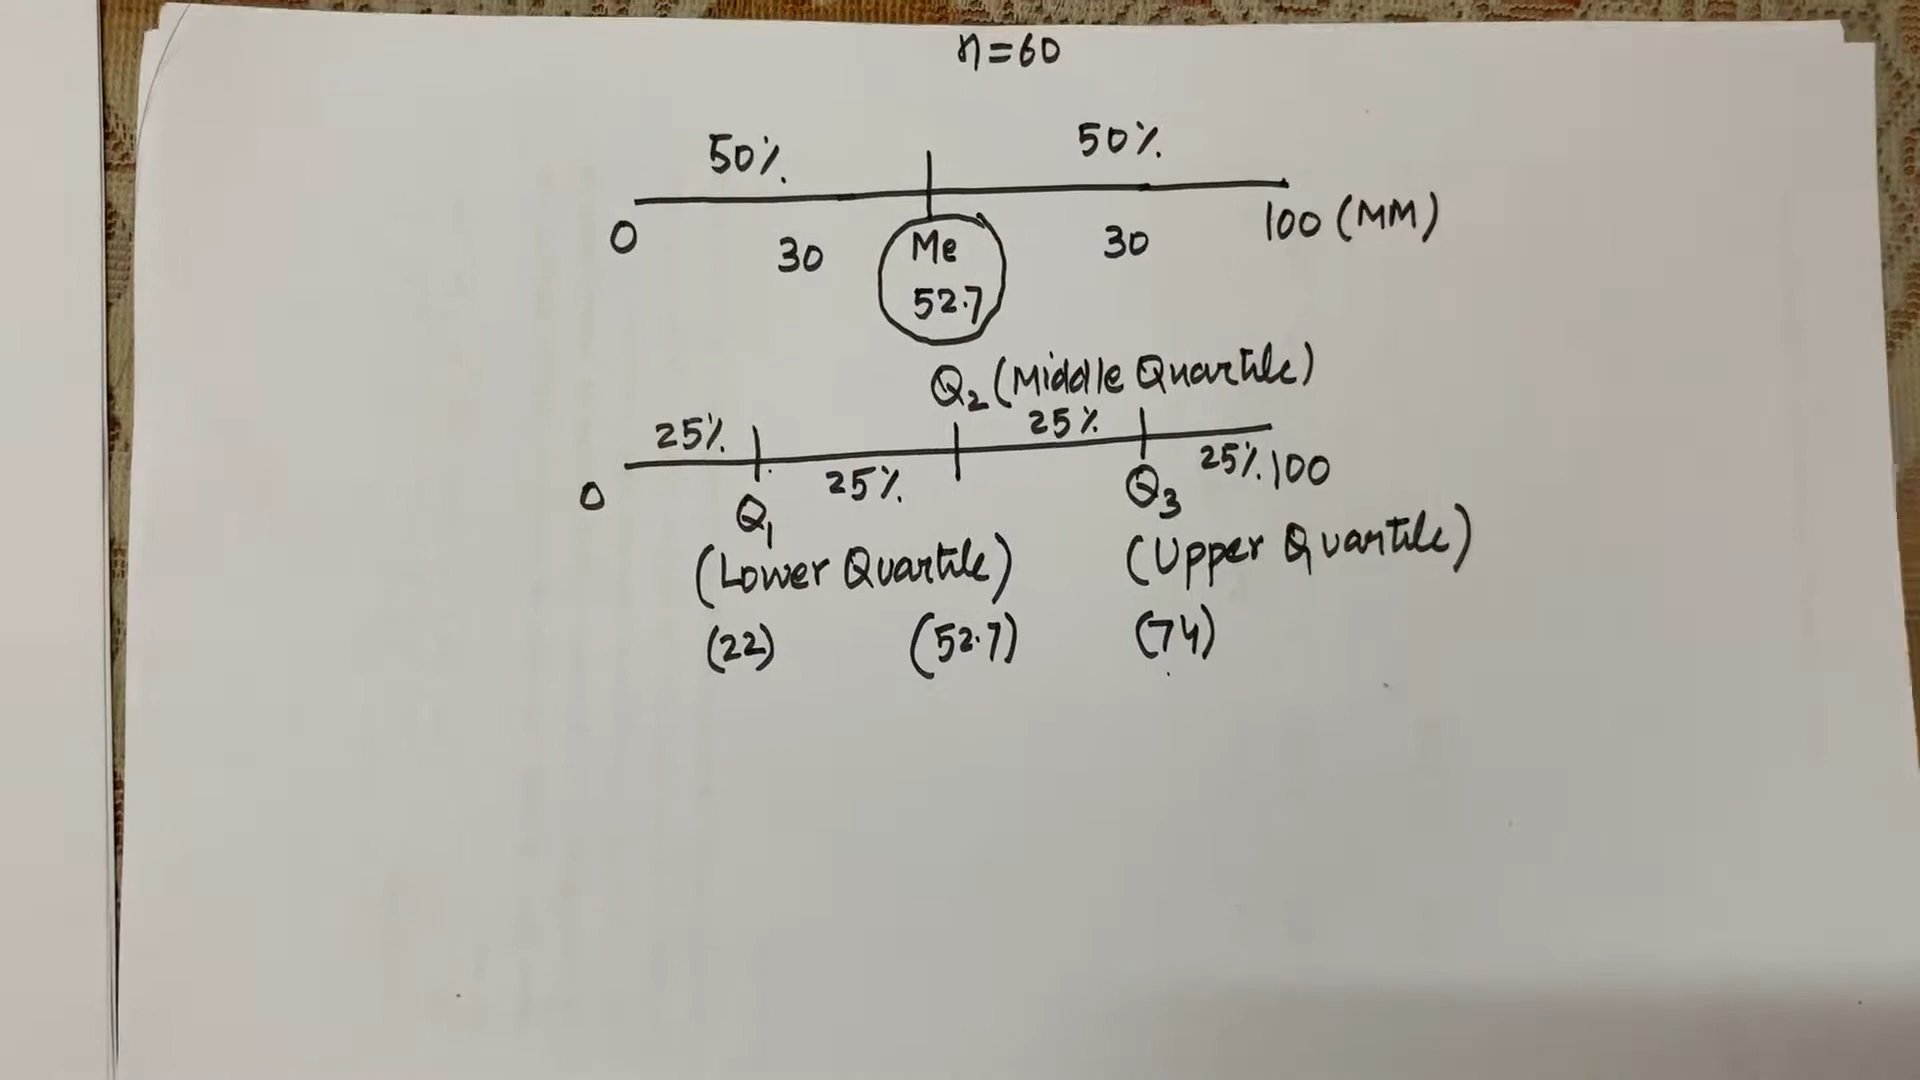 n=60
50% 50%
0 30 Me 30 100 (MM)
52.7
Q2 (Middle Quartile)
25% 25% 25% 25% 100
0 Q1 Q3
(Lower Quartile) (Upper Quartile)
(22) (52.7) (74)